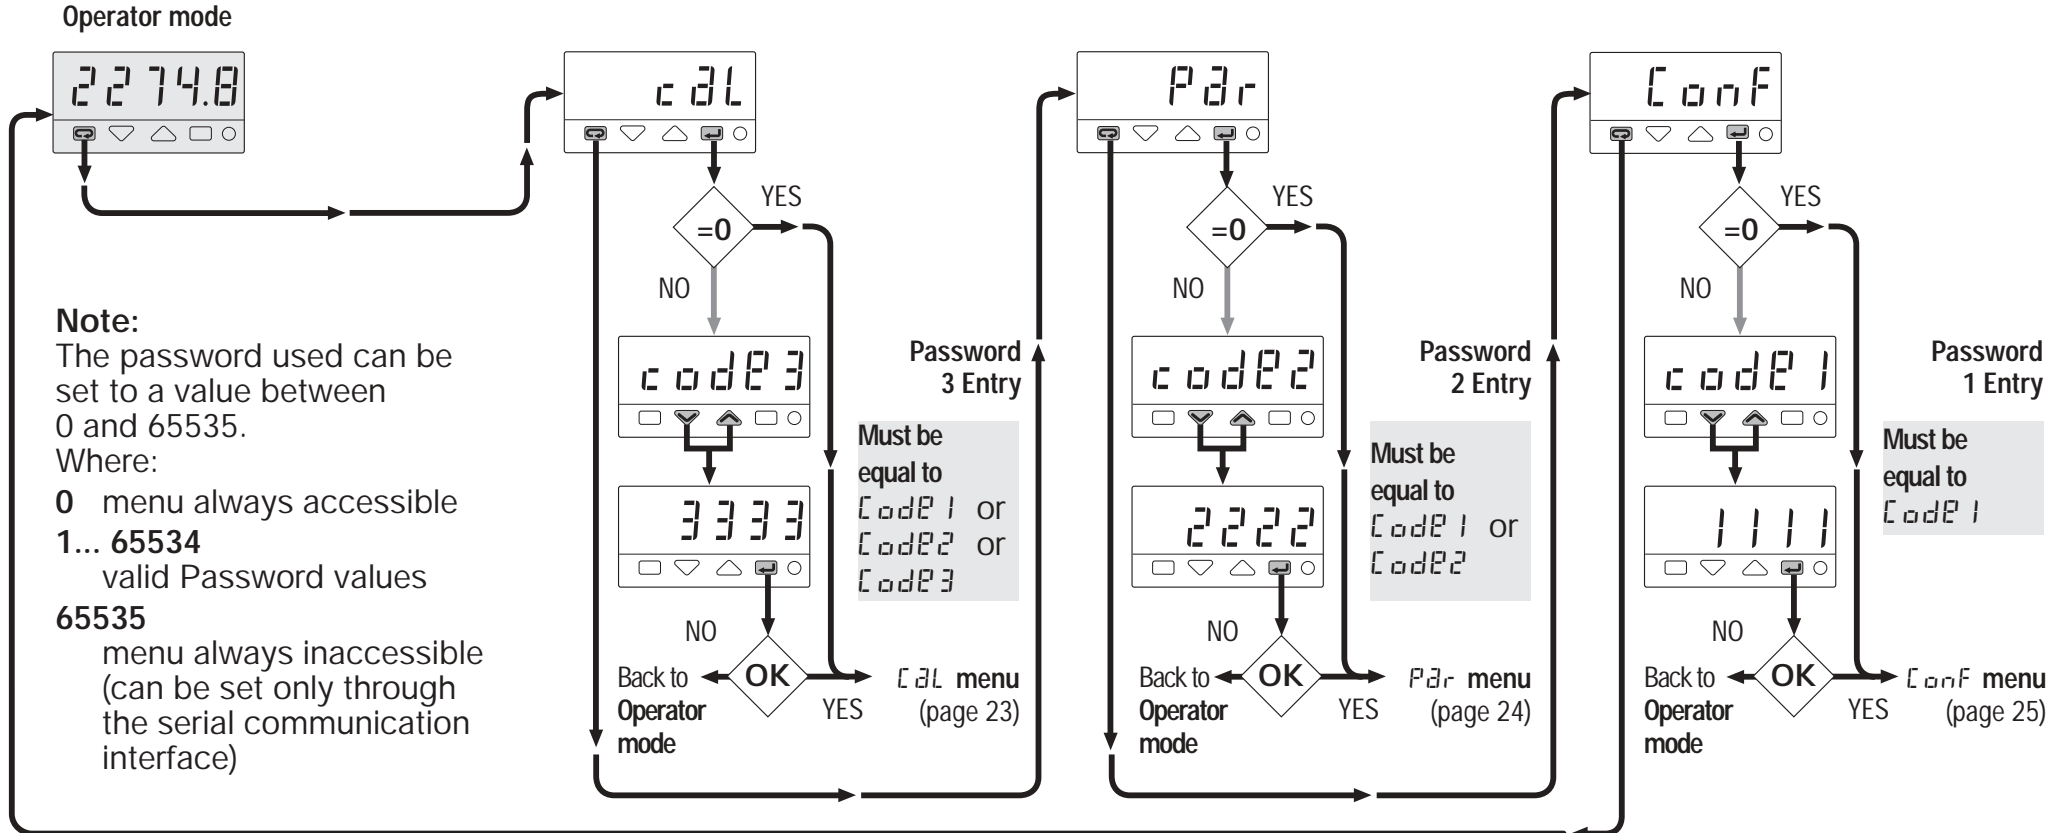 Operator mode
2274.8
cAL
PAr
ConF
YES
=0
NO
YES
=0
NO
YES
=0
NO
Note:
The password used can be
set to a value between
0 and 65535.
Where:
0 menu always accessible
1... 65534
valid Password values
65535
menu always inaccessible
(can be set only through
the serial communication
interface)
codE3
Password
3 Entry
Must be
equal to
CodE1 or
CodE2 or
CodE3
3333
NO
OK
YES
Back to
Operator
mode
CAL menu
(page 23)
codE2
Password
2 Entry
Must be
equal to
CodE1 or
CodE2
2222
NO
OK
YES
Back to
Operator
mode
PAr menu
(page 24)
codE1
Password
1 Entry
Must be
equal to
CodE1
1111
NO
OK
YES
Back to
Operator
mode
ConF menu
(page 25)